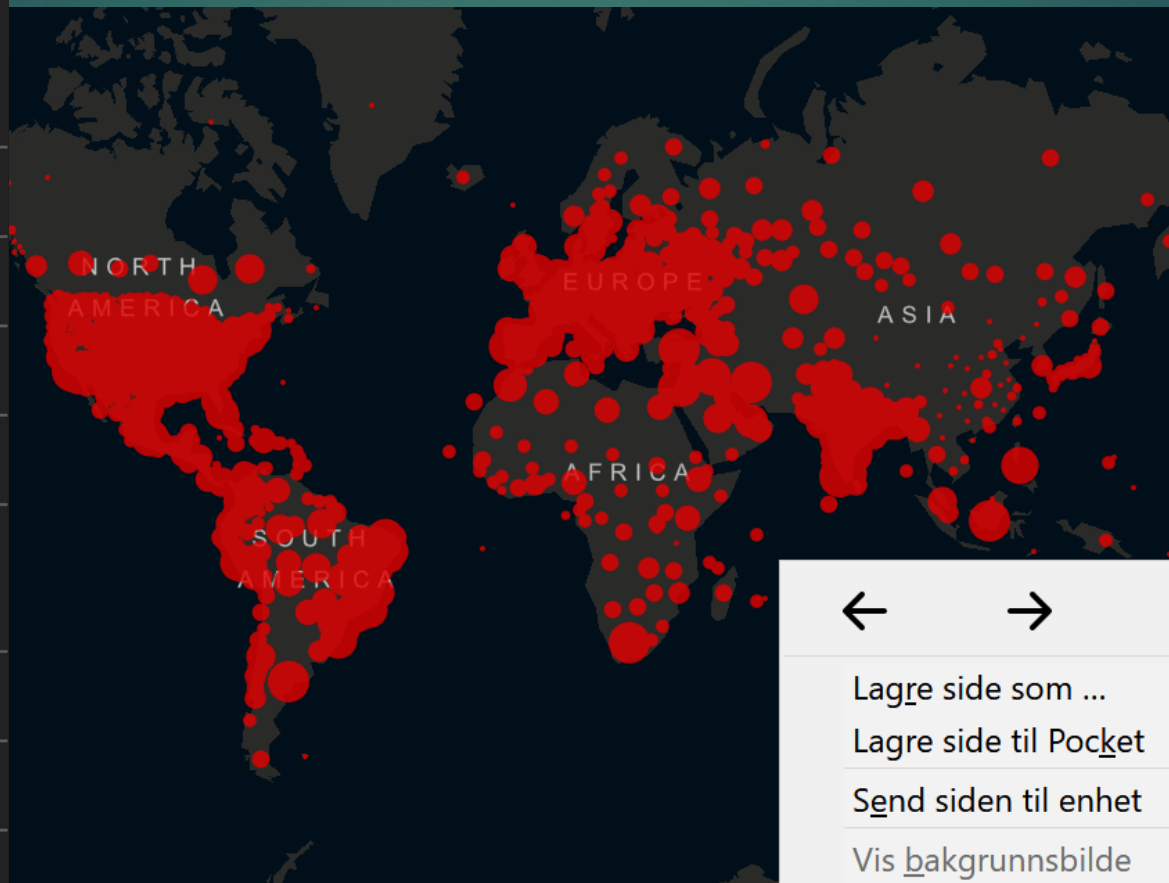 NORTH
AMERICA
EUROPE
ASIA
AFRICA
SOUTH
AMERICA
Lagre side som ...
Lagre side til Pocket
Send siden til enhet
Vis bakgrunnsbilde